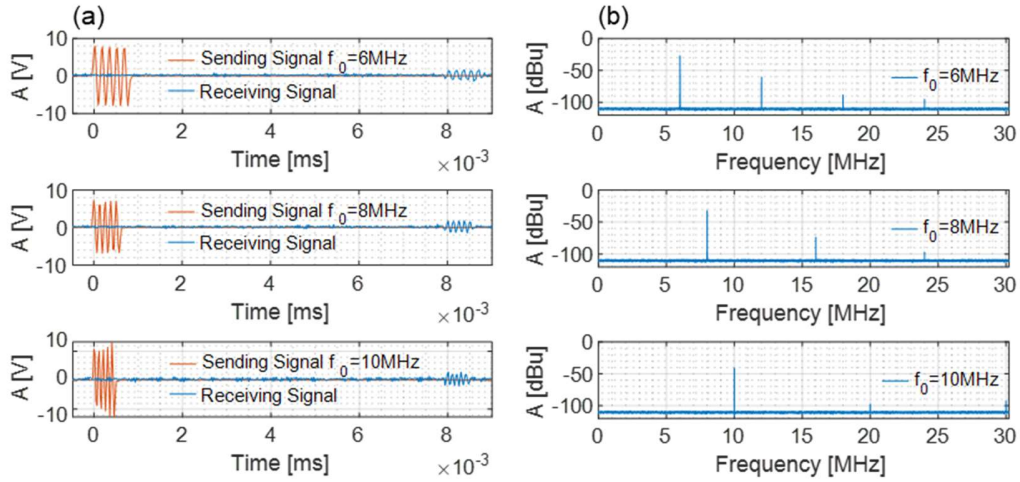 (a)
10
0
-10
A [V]
Sending Signal f0=6MHz
Receiving Signal
0 2 4 6 8
Time [ms]
×10-3
10
0
-10
A [V]
Sending Signal f0=8MHz
Receiving Signal
0 2 4 6 8
Time [ms]
×10-3
10
0
-10
A [V]
Sending Signal f0=10MHz
Receiving Signal
0 2 4 6 8
Time [ms]
×10-3
(b)
0
-50
-100
A [dBu]
f0=6MHz
0 5 10 15 20 25 30
Frequency [MHz]
0
-50
-100
A [dBu]
f0=8MHz
0 5 10 15 20 25 30
Frequency [MHz]
0
-50
-100
A [dBu]
f0=10MHz
0 5 10 15 20 25 30
Frequency [MHz]